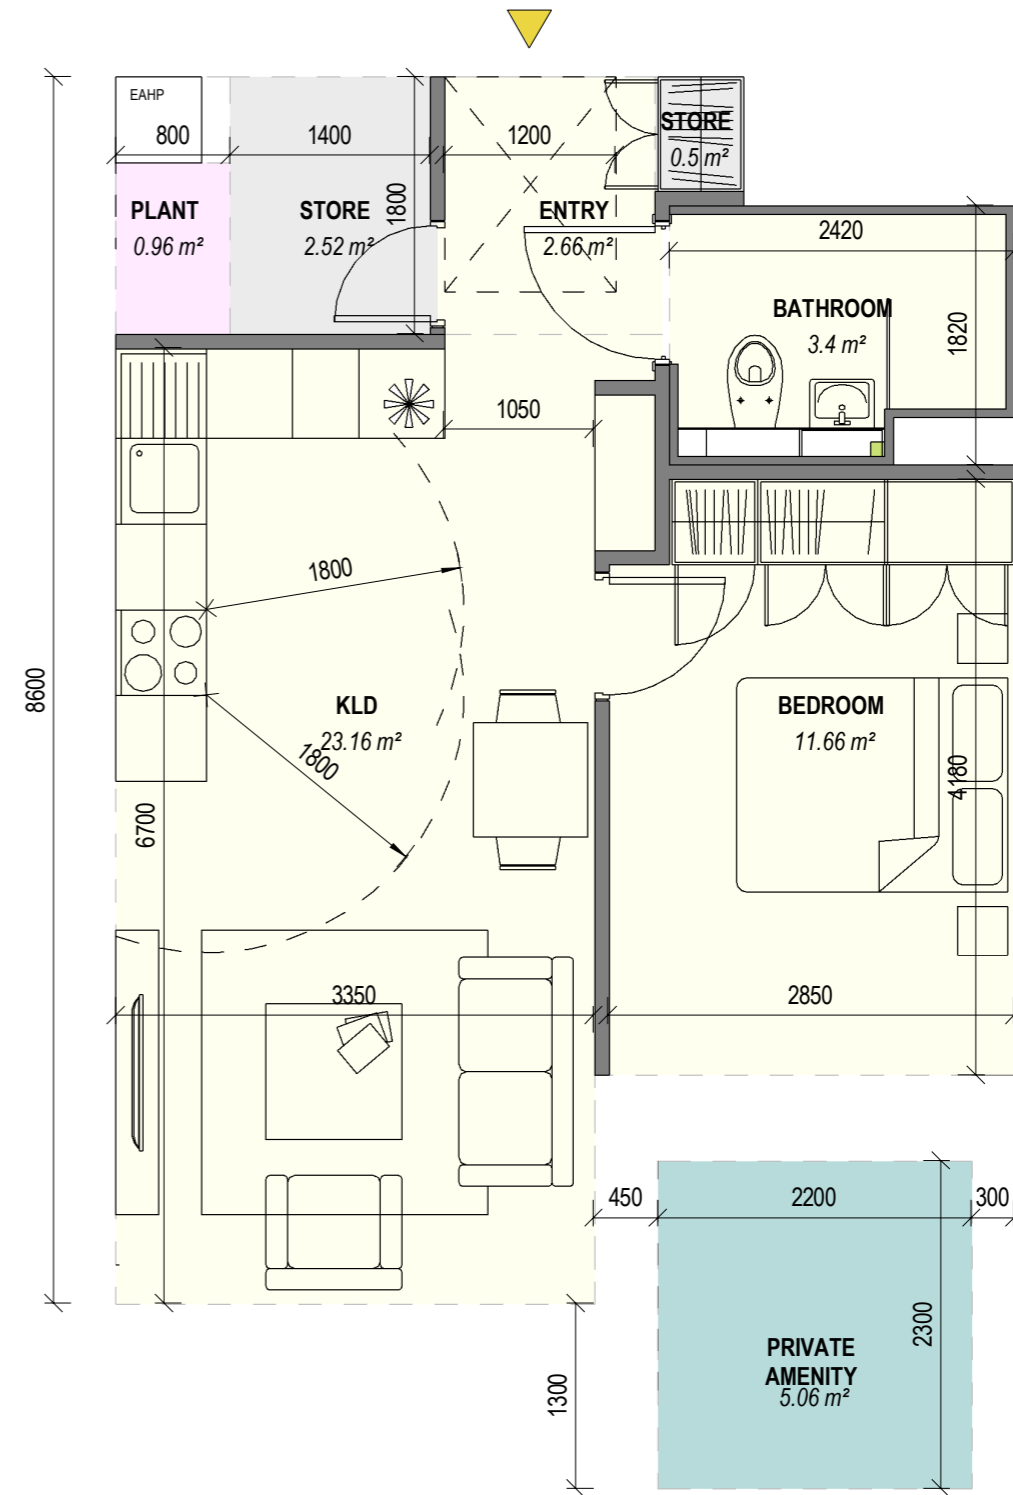 EAHP
800
1400
1200
STORE
0.5 m²
PLANT
0.96 m²
STORE
2.52 m²
1800
ENTRY
2.66 m²
2420
BATHROOM
3.4 m²
1820
1050
1800
8600
KLD
23.16 m²
1800
BEDROOM
11.66 m²
4180
6700
3350
2850
450
2200
300
2300
1300
PRIVATE
AMENITY
5.06 m²